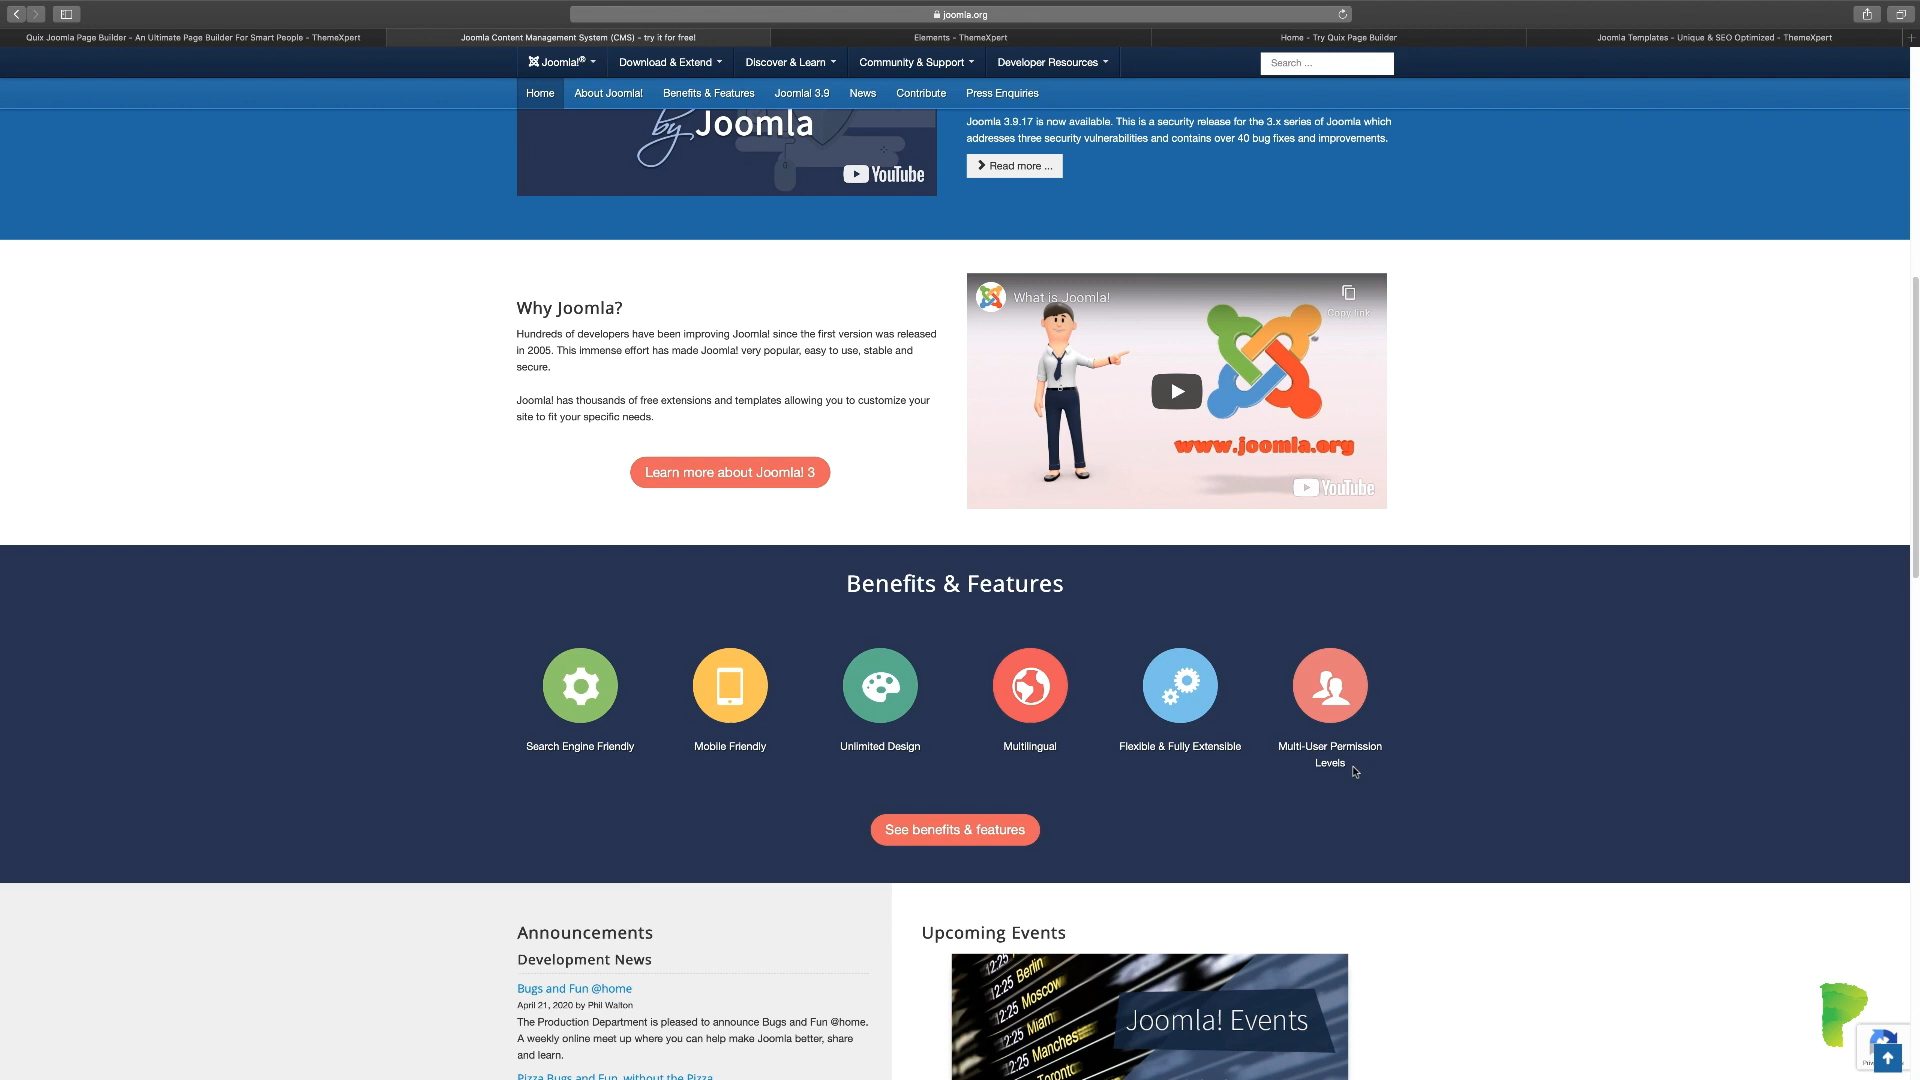 joomla.org
Quix Joomla Page Builder - An Ultimate Page Builder For Smart People - ThemeXpert
Joomla Content Management System (CMS) - try it for free!
Elements - ThemeXpert
Home - Try Quix Page Builder
Joomla Templates - Unique & SEO Optimized - ThemeXpert
Joomla!®
Download & Extend
Discover & Learn
Community & Support
Developer Resources
Search ...
Home
About Joomla!
Benefits & Features
Joomla! 3.9
News
Contribute
Press Enquiries
by Joomla
YouTube
Joomla 3.9.17 is now available. This is a security release for the 3.x series of Joomla which
addresses three security vulnerabilities and contains over 40 bug fixes and improvements.
Read more ...
Why Joomla?
Hundreds of developers have been improving Joomla! since the first version was released
in 2005. This immense effort has made Joomla! very popular, easy to use, stable and
secure.
Joomla! has thousands of free extensions and templates allowing you to customize your
site to fit your specific needs.
Learn more about Joomla! 3
What is Joomla!
Copy link
www.joomla.org
YouTube
Benefits & Features
Search Engine Friendly
Mobile Friendly
Unlimited Design
Multilingual
Flexible & Fully Extensible
Multi-User Permission
Levels
See benefits & features
Announcements
Development News
Bugs and Fun @home
April 21, 2020 by Phil Walton
The Production Department is pleased to announce Bugs and Fun @home.
A weekly online meet up where you can help make Joomla better, share
and learn.
Pizza Bugs and Fun, without the Pizza
Upcoming Events
12:25 Berlin
12:25 Moscow
12:25 Miami
12:25 Manches
12:25 Toronto
Joomla! Events